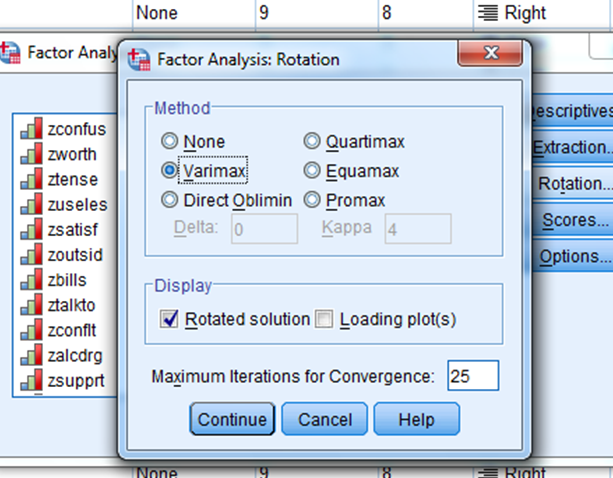 None 9 8 Right
Factor Analy
Factor Analysis: Rotation
zconfus
zworth
ztense
zuseles
zsatisf
zoutsid
zbills
ztalkto
zconflt
zalcdrg
zsupprt
Method
None Quartimax
Varimax Equamax
Direct Oblimin Promax
Delta: 0 Kappa 4
Display
Rotated solution Loading plot(s)
Maximum Iterations for Convergence: 25
Continue Cancel Help
escriptives
Extraction..
Rotation...
Scores...
Options...
None 9 8 Right